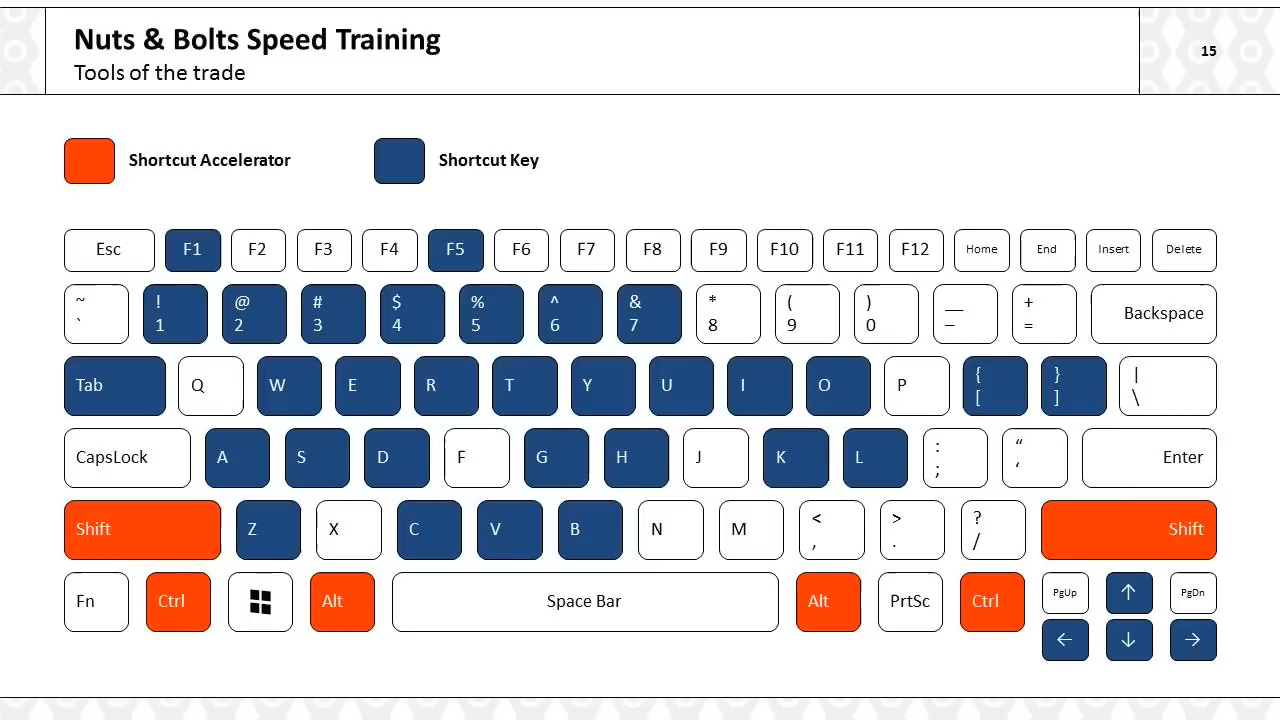 Nuts & Bolts Speed Training
Tools of the trade
15
Shortcut Accelerator Shortcut Key
Esc F1 F2 F3 F4 F5 F6 F7 F8 F9 F10 F11 F12 Home End Insert Delete
~ ! @ # $ % ^ & * ( ) — +
` 1 2 3 4 5 6 7 8 9 0 – = Backspace
Tab Q W E R T Y U I O P { } |
[ ] \
CapsLock A S D F G H J K L : “ Enter
; ‘
Shift Z X C V B N M < > ? Shift
, . /
Fn Ctrl Alt Space Bar Alt PrtSc Ctrl PgUp ↑ PgDn
← ↓ →